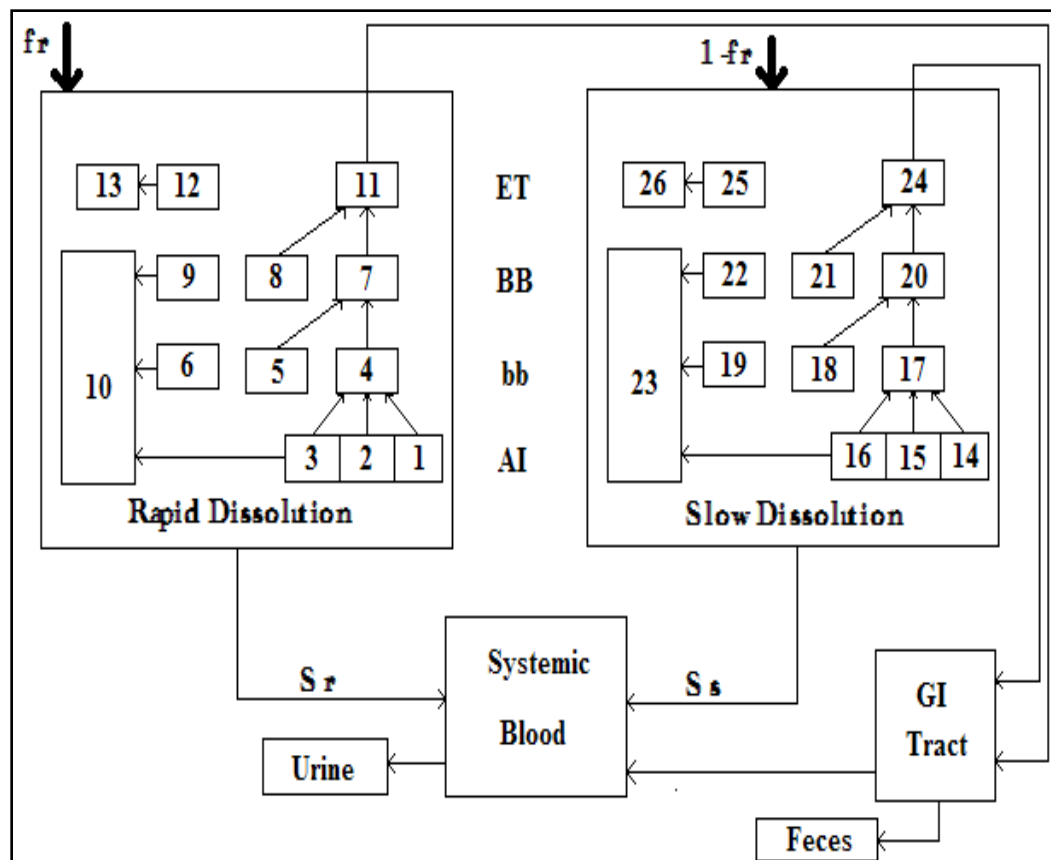 fr
1-fr
13 12 11 ET 26 25 24
9 8 7 BB 22 21 20
6 5 4 bb 19 18 17
10 23
3 2 1 AI 16 15 14
Rapid Dissolution
Slow Dissolution
Systemic
Blood
Sr
Ss
GI
Tract
Urine
Feces